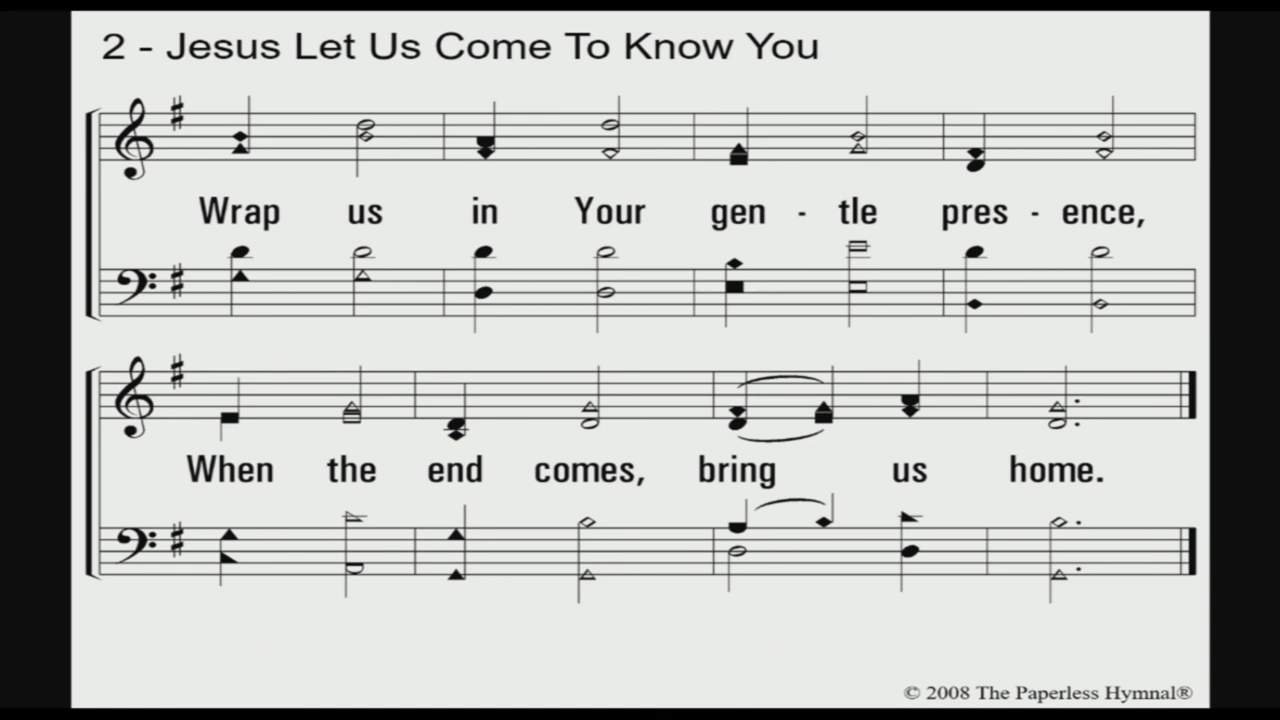 2 - Jesus Let Us Come To Know You
Wrap us in Your gen - tle pres - ence,
When the end comes, bring us home.
© 2008 The Paperless Hymnal®